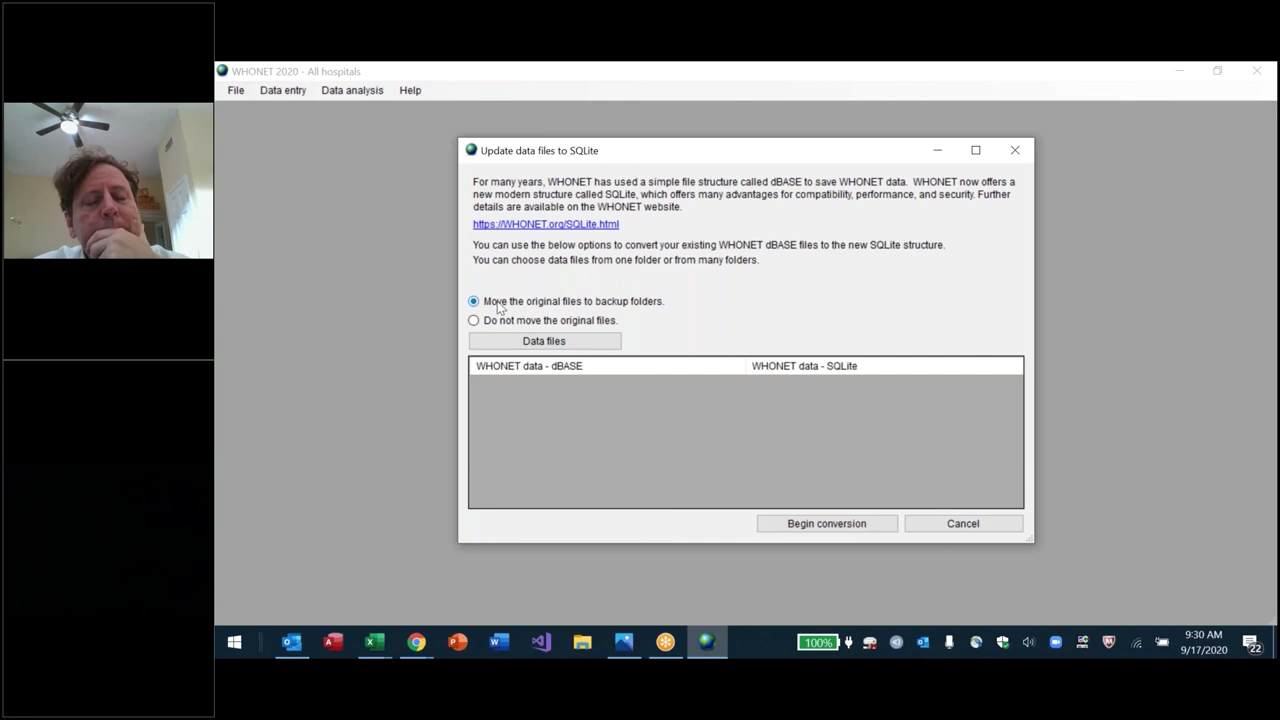 WHONET 2020 - All hospitals
File Data entry Data analysis Help
Update data files to SQLite
For many years, WHONET has used a simple file structure called dBASE to save WHONET data. WHONET now offers a
new modern structure called SQLite, which offers many advantages for compatibility, performance, and security. Further
details are available on the WHONET website.
https://WHONET.org/SQLite.html
You can use the below options to convert your existing WHONET dBASE files to the new SQLite structure.
You can choose data files from one folder or from many folders.
Move the original files to backup folders.
Do not move the original files.
Data files
WHONET data - dBASE WHONET data - SQLite
Begin conversion Cancel
100% 9:30 AM
9/17/2020 22